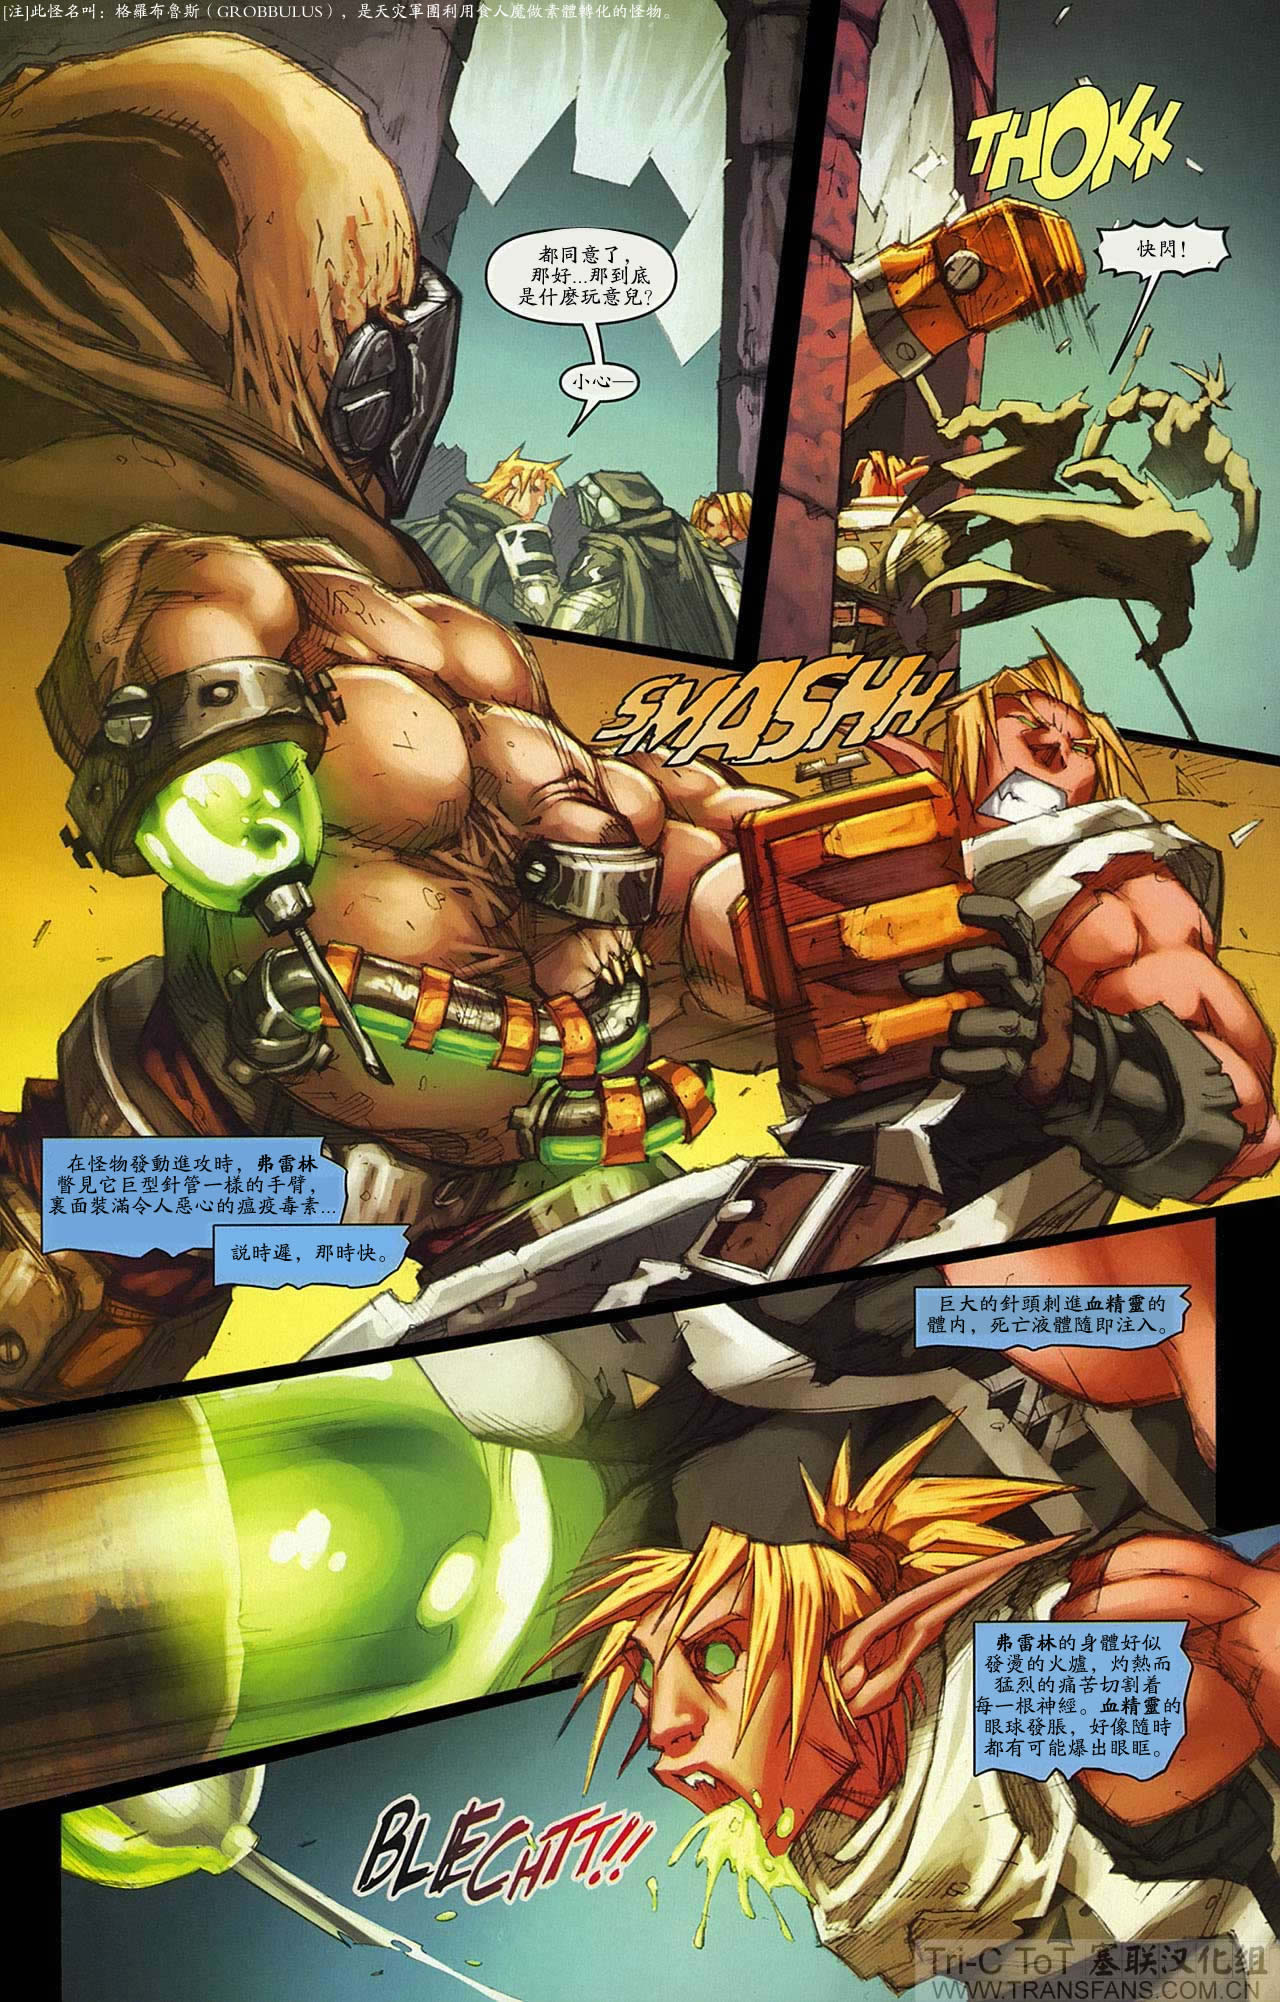 [注]此怪名叫：格羅布魯斯（GROBBULUS），是天灾軍團利用食人魔做素體轉化的怪物。
THOKK
都同意了，
那好...那到底
是什麽玩意兒?
小心—
快閃!
SMASHH
在怪物發動進攻時，弗雷林
瞥見它巨型針管一樣的手臂，
裏面裝滿令人惡心的瘟疫毒素...
説時遲，那時快。
巨大的針頭刺進血精靈的
體内，死亡液體隨即注入。
弗雷林的身體好似
發燙的火爐，灼熱而
猛烈的痛苦切割着
每一根神經。血精靈的
眼球發脹，好像隨時
都有可能爆出眼眶。
BLECHTT!!
Tri-C ToT 塞联汉化组
WWW.TRANSFANS.COM.CN